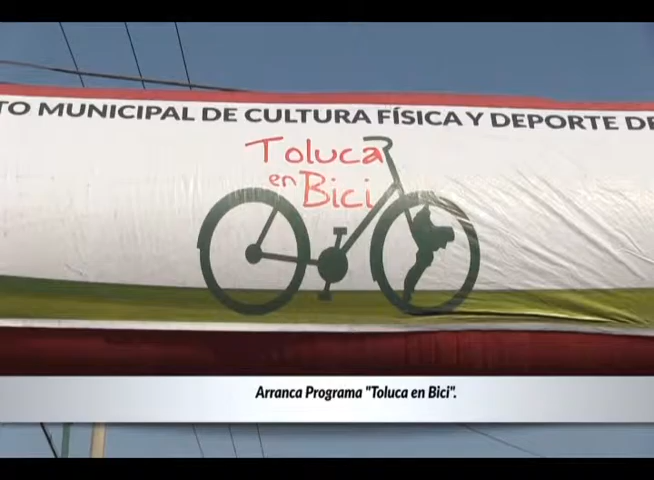 TO MUNICIPAL DE CULTURA FÍSICA Y DEPORTE DE
Toluca
en Bici
Arranca Programa "Toluca en Bici".